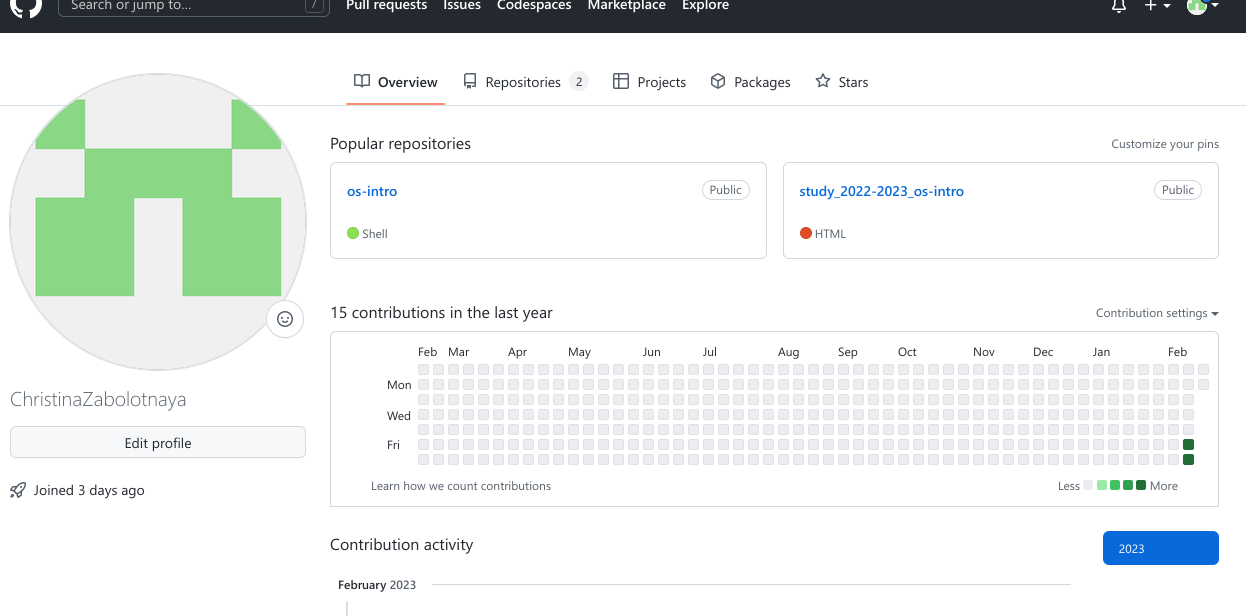 Search or jump to... / Pull requests Issues Codespaces Marketplace Explore
Overview Repositories 2 Projects Packages Stars
Popular repositories Customize your pins
os-intro Public study_2022-2023_os-intro Public
Shell HTML
15 contributions in the last year Contribution settings
Feb Mar Apr May Jun Jul Aug Sep Oct Nov Dec Jan Feb
Mon
Wed
Fri
Learn how we count contributions Less More
ChristinaZabolotnaya
Edit profile
Joined 3 days ago
Contribution activity 2023
February 2023